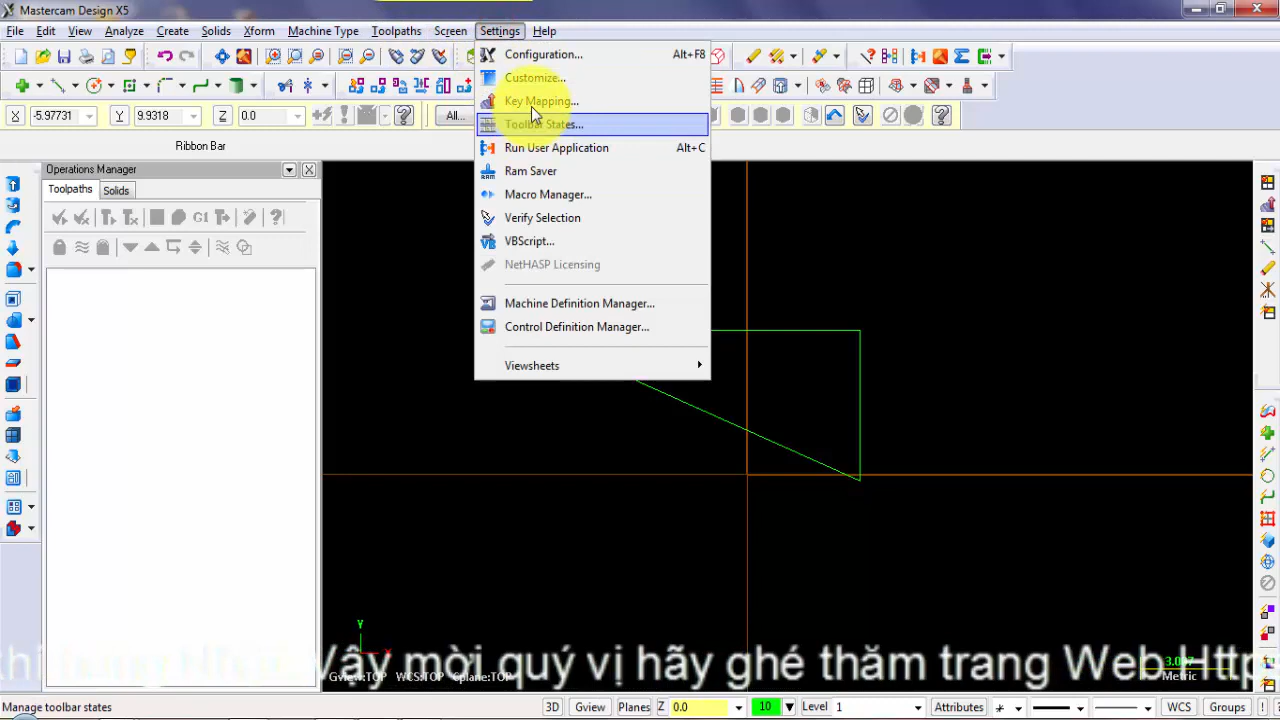 Mastercam Design X5
File Edit View Analyze Create Solids Xform Machine Type Toolpaths Screen Settings Help
Configuration... Alt+F8
Customize...
Key Mapping...
Toolbar States...
Run User Application Alt+C
Ram Saver
RAM
Macro Manager...
Verify Selection
VBScript...
VB
NetHASP Licensing
Machine Definition Manager...
Control Definition Manager...
Viewsheets
G1
X -5.97731 Y 9.9318 Z 0.0 All...
Ribbon Bar
Operations Manager
Toolpaths Solids
Y
Vậy mời quý vị hãy ghé thăm trang Web Http
Gview:TOP WCS:TOP Cplane:TOP
Metric
Manage toolbar states
3D Gview Planes Z 0.0 10 Level 1 Attributes WCS Groups